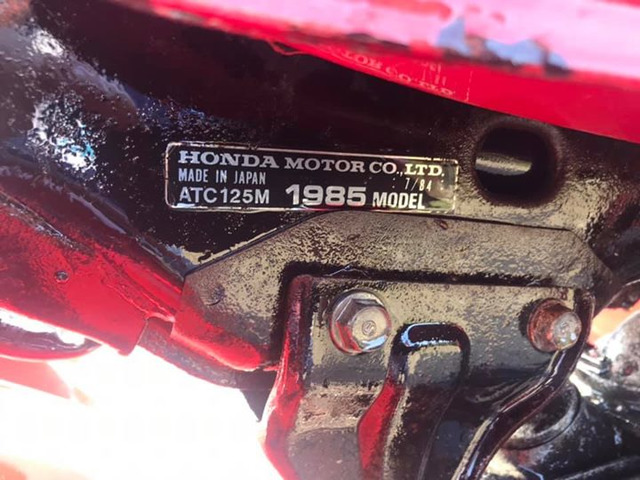 HONDA MOTOR CO.,LTD.
MADE IN JAPAN 7/84
ATC125M 1985 MODEL